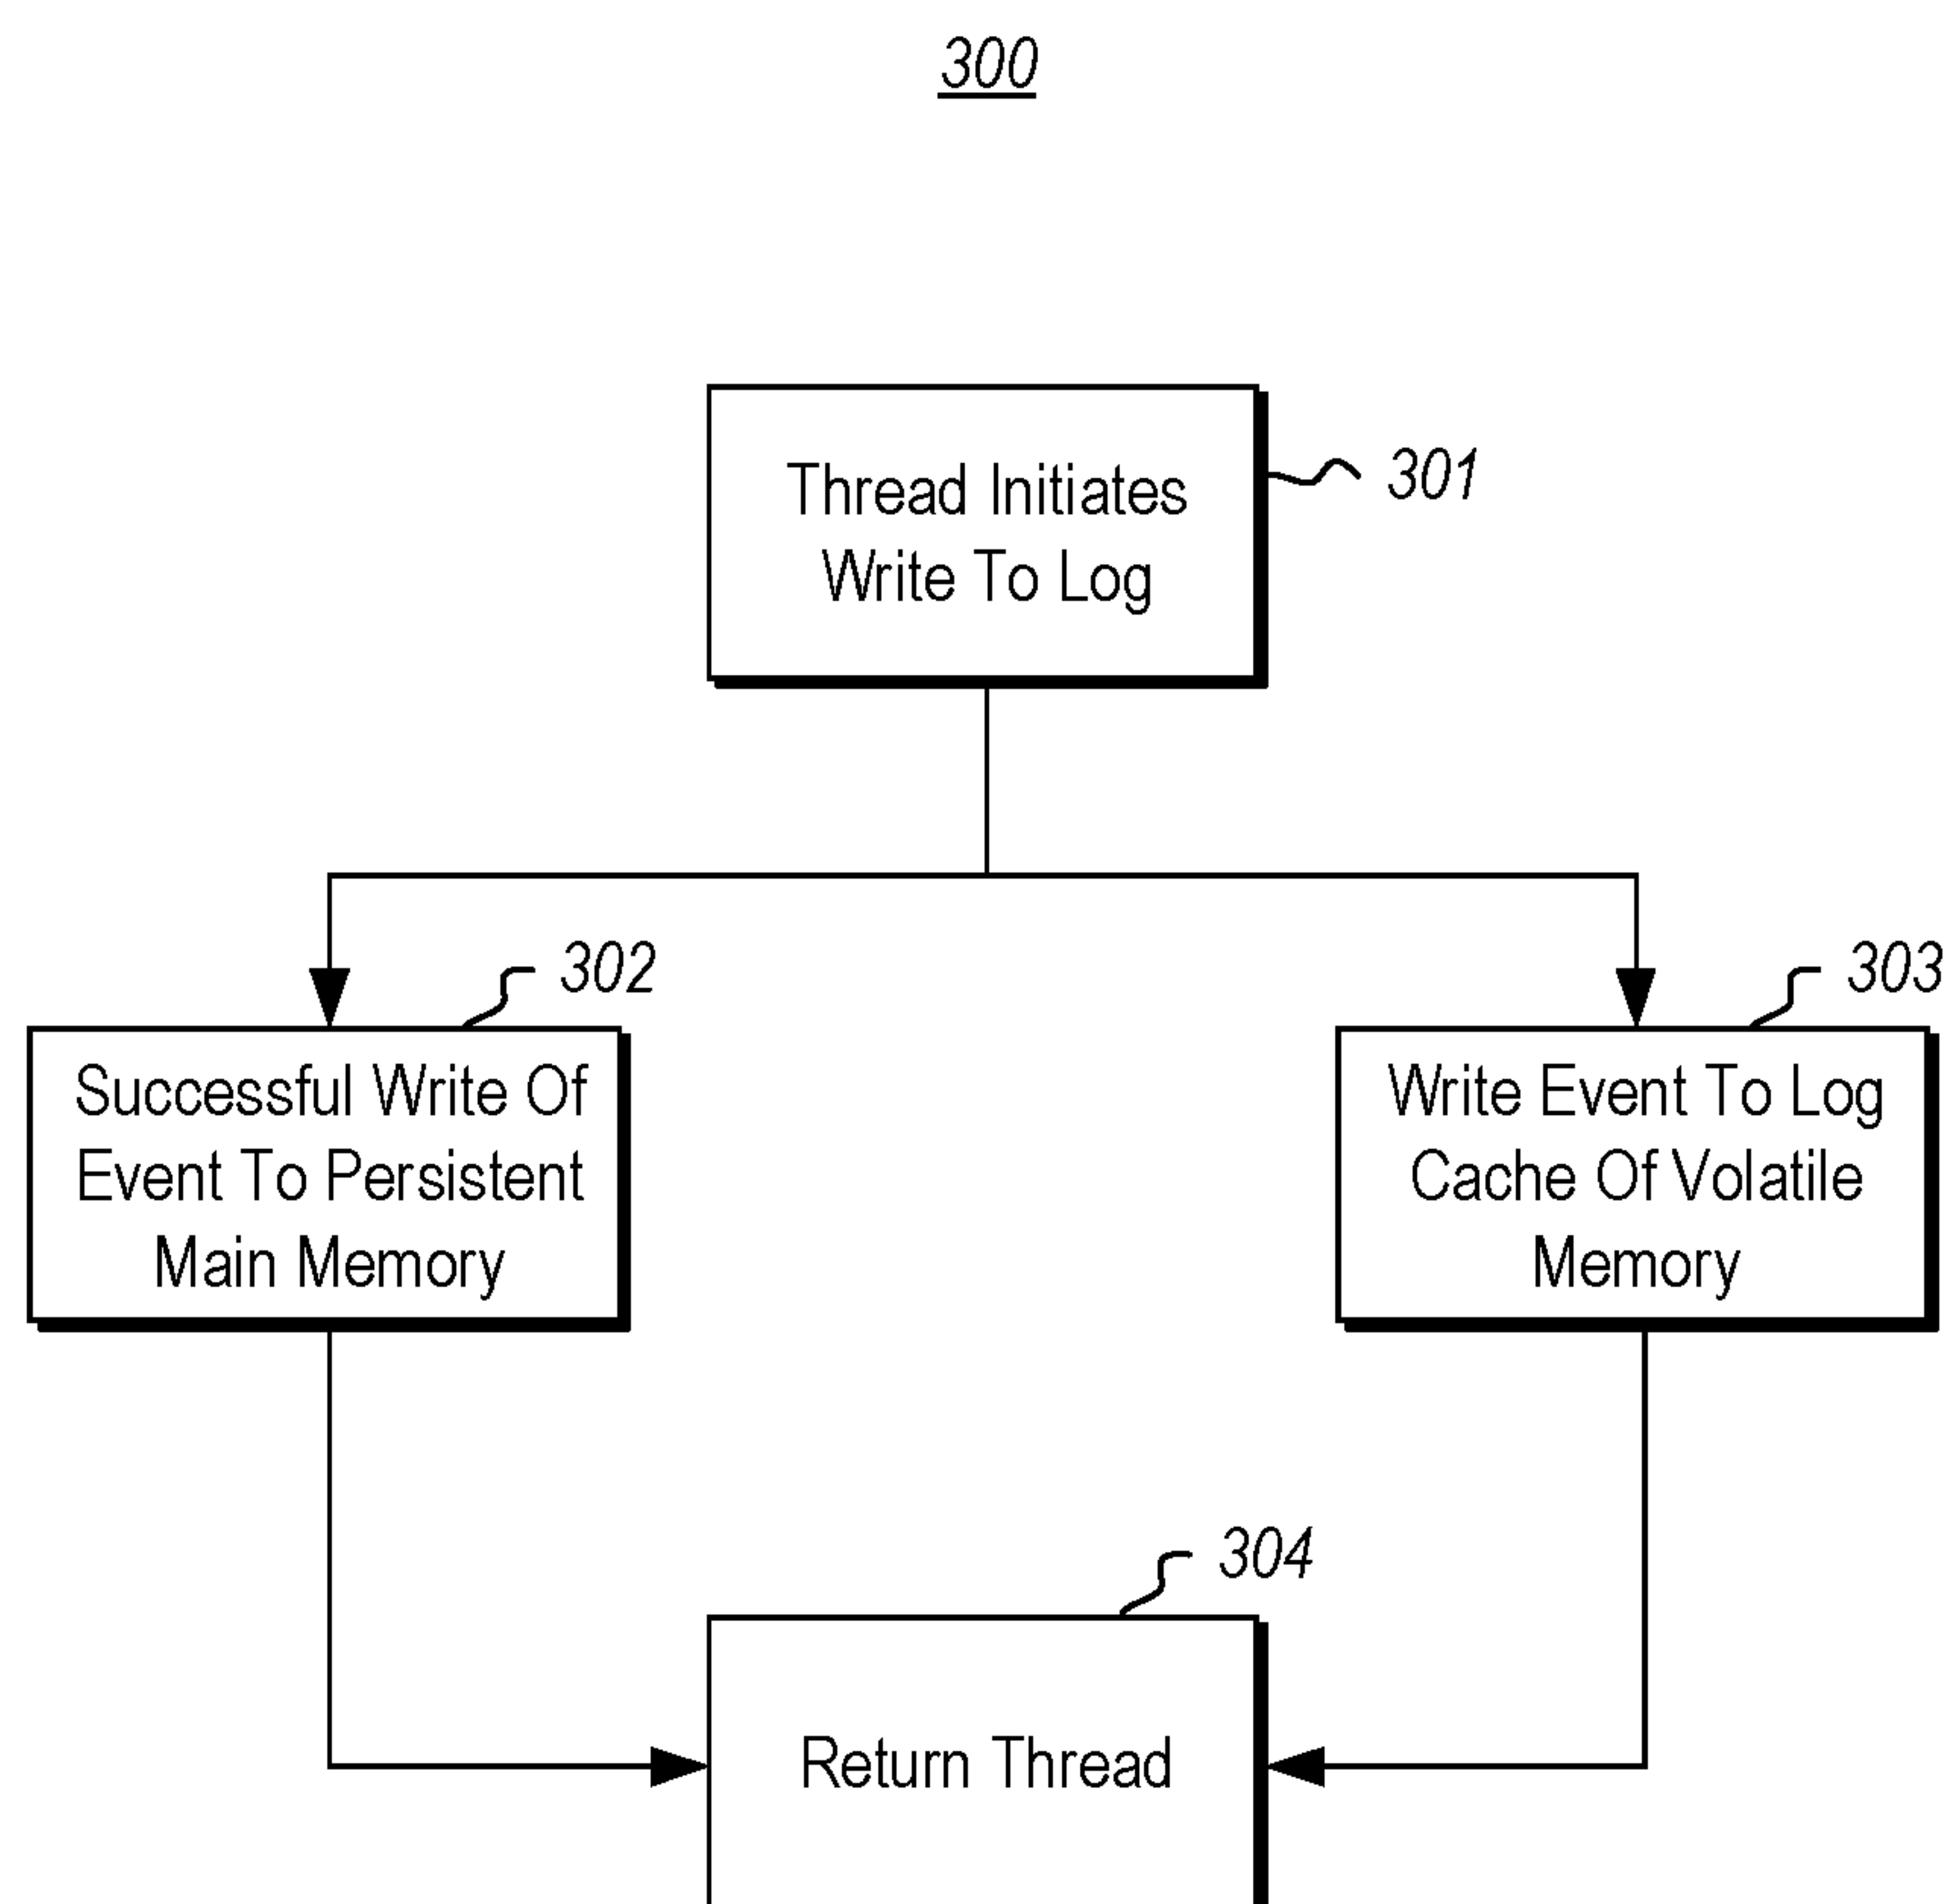 300
Thread Initiates
Write To Log
301
302
303
Successful Write Of
Event To Persistent
Main Memory
Write Event To Log
Cache Of Volatile
Memory
304
Return Thread